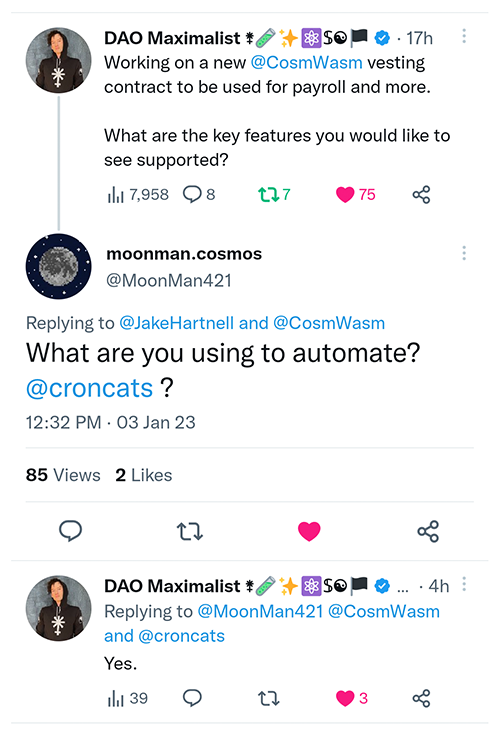 DAO Maximalist ⚵🧪✨⚛️$☯🏴 · 17h
Working on a new @CosmWasm vesting
contract to be used for payroll and more.
What are the key features you would like to
see supported?
7,958 8 7 75
moonman.cosmos
@MoonMan421
Replying to @JakeHartnell and @CosmWasm
What are you using to automate?
@croncats ?
12:32 PM · 03 Jan 23
85 Views 2 Likes
DAO Maximalist ⚵🧪✨⚛️$☯🏴 ... · 4h
Replying to @MoonMan421 @CosmWasm
and @croncats
Yes.
39 3